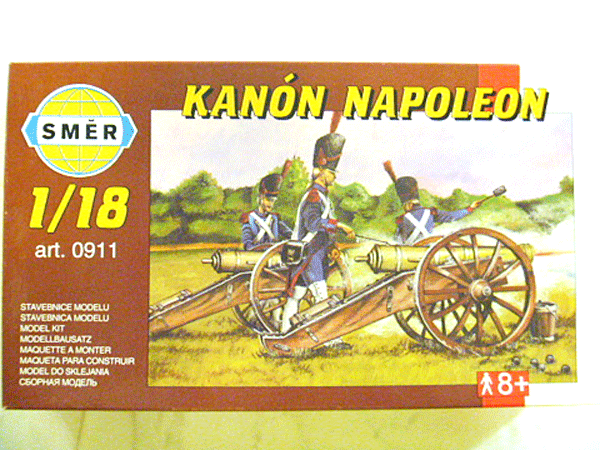 KANÓN NAPOLEON
SMĚR
1/18
art. 0911
STAVEBNICE MODELU
STAVEBNICA MODELU
MODEL KIT
MODELLBAUSATZ
MAQUETTE A MONTER
MAQUETA PARA CONSTRUIR
MODEL DO SKLEJANIA
СБОРНАЯ МОДЕЛЬ
8+